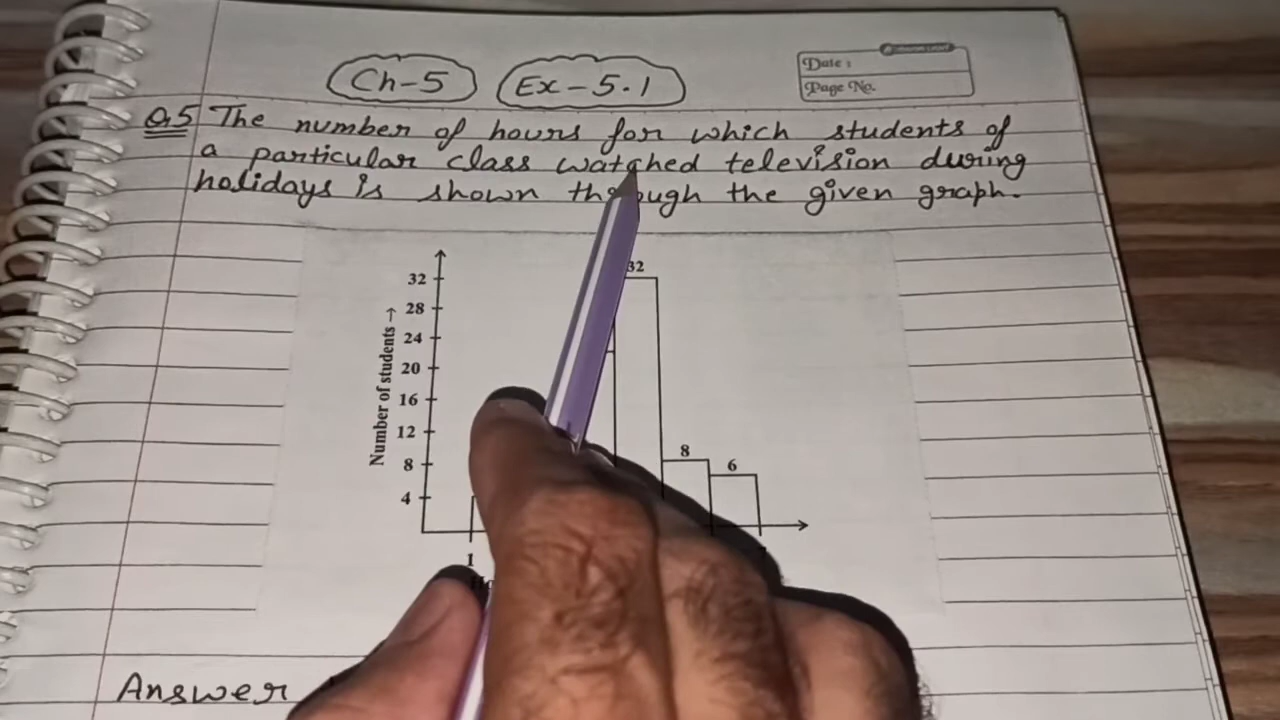 Ch-5
Ex-5.1
Date :
Page No.
Q.5 The number of hours for which students of
a particular class watched television during
holidays is shown through the given graph.
32
32
28
24
20
16
12
8
4
Number of students →
8
6
1
Answer